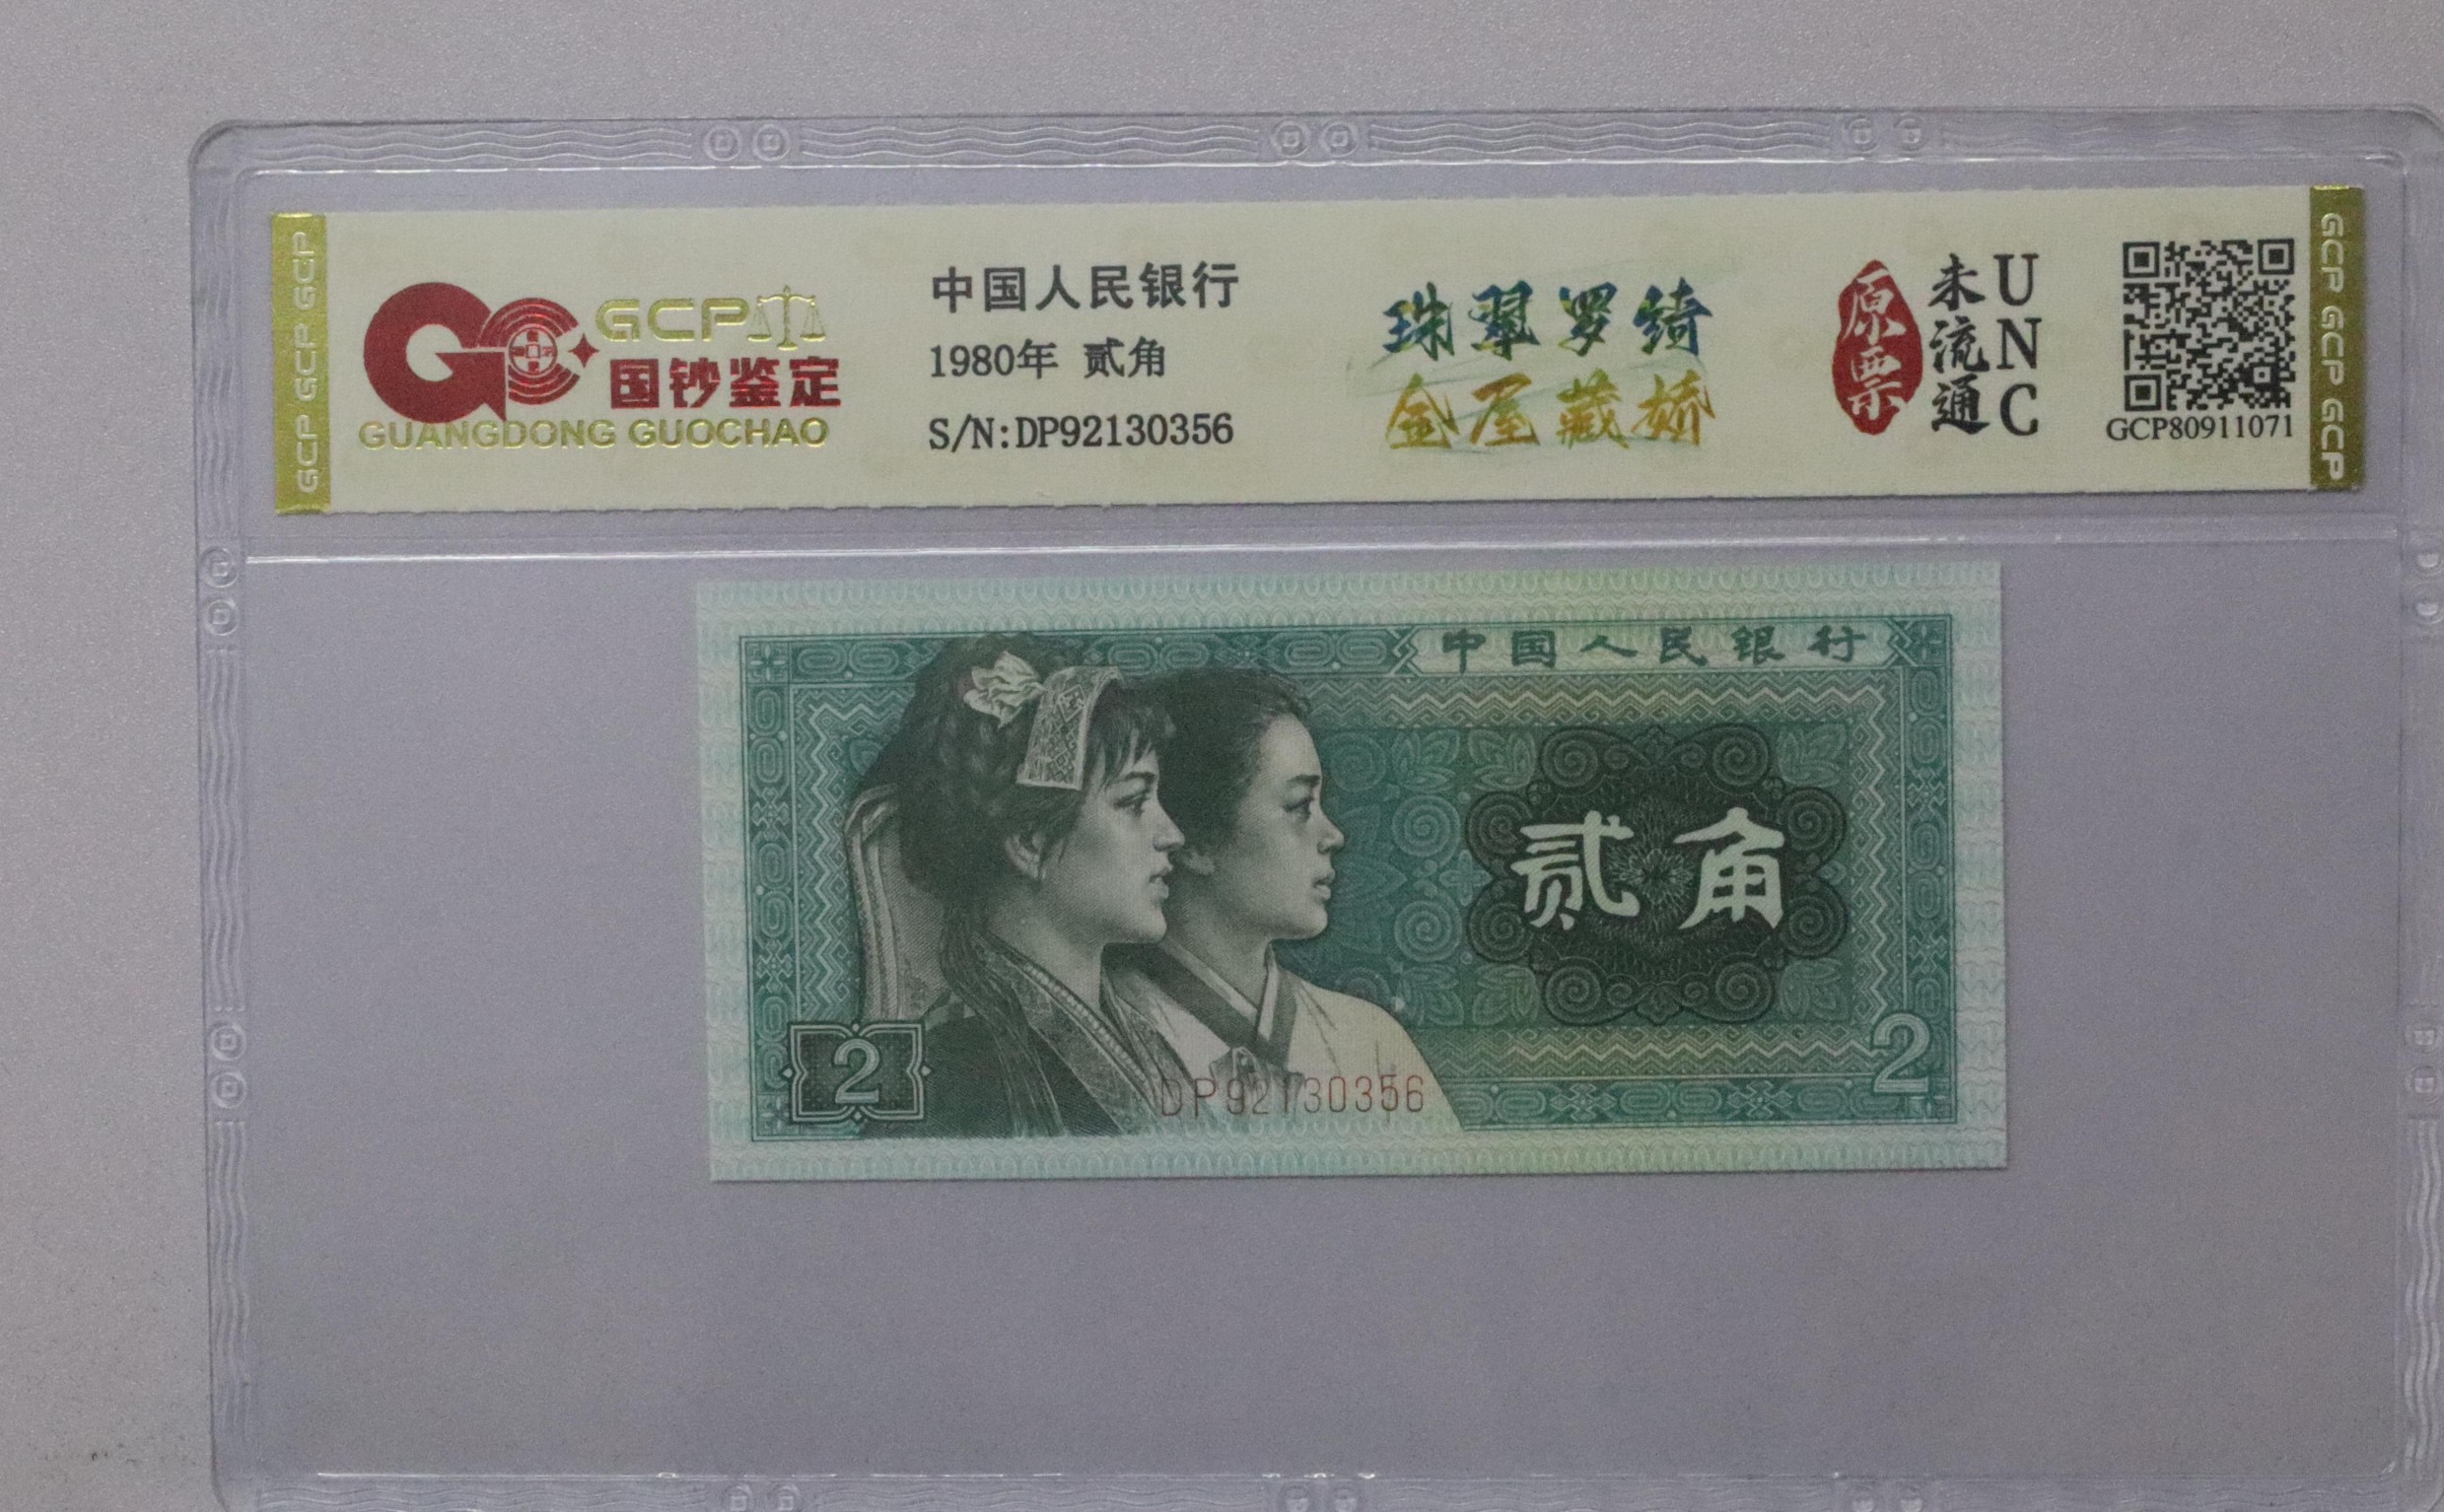 GCP GCP GCP
GCP
国钞鉴定
GUANGDONG GUOCHAO
中国人民银行
1980年 贰角
S/N:DP92130356
珠翠罗绮
金屋藏娇
原票
未流通
UNC
GCP80911071
GCP GCP GCP
中国人民银行
贰角
2
2
DP92130356